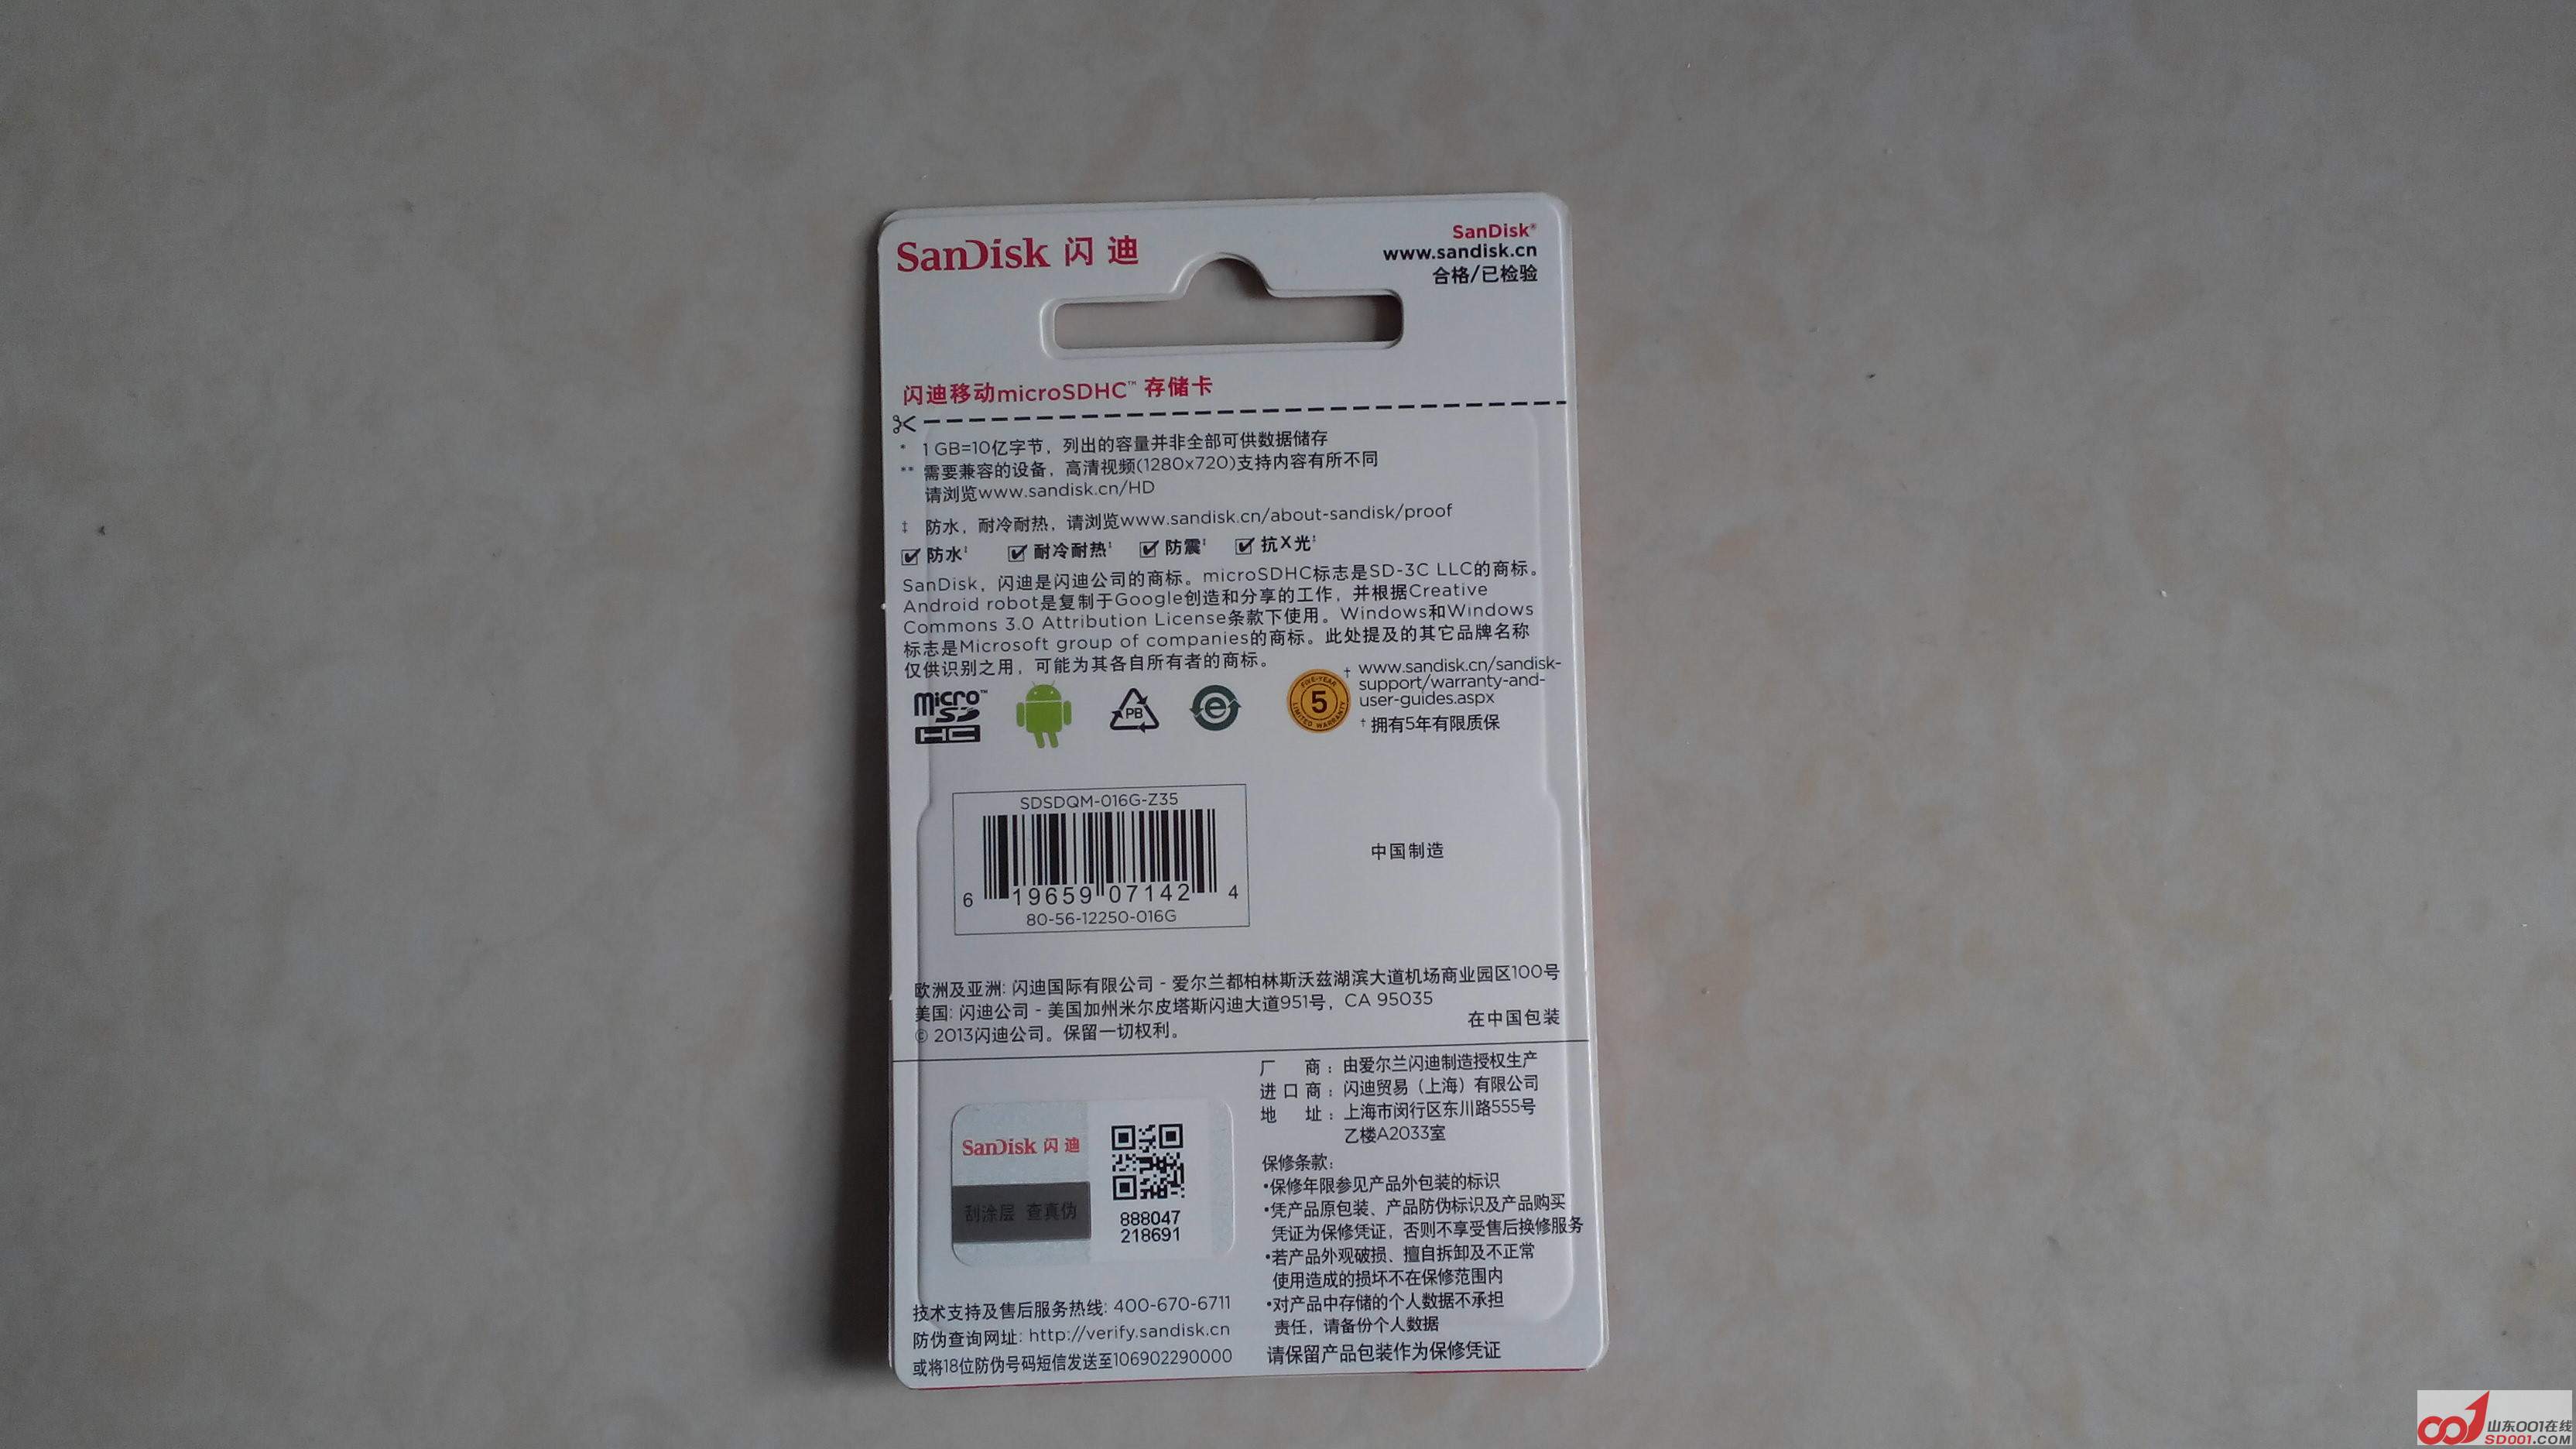 SanDisk 闪迪
SanDisk®
www.sandisk.cn
合格/已检验
闪迪移动microSDHC™ 存储卡
* 1 GB=10亿字节，列出的容量并非全部可供数据储存
** 需要兼容的设备，高清视频(1280x720)支持内容有所不同
请浏览www.sandisk.cn/HD
‡ 防水，耐冷耐热，请浏览www.sandisk.cn/about-sandisk/proof
防水‡ 耐冷耐热‡ 防震‡ 抗X光‡
SanDisk，闪迪是闪迪公司的商标。microSDHC标志是SD-3C LLC的商标。
Android robot是复制于Google创造和分享的工作，并根据Creative
Commons 3.0 Attribution License条款下使用。Windows和Windows
标志是Microsoft group of companies的商标。此处提及的其它品牌名称
仅供识别之用，可能为其各自所有者的商标。
micro™
SD
HC
PB
e
FIVE-YEAR
5
LIMITED WARRANTY
† www.sandisk.cn/sandisk-
support/warranty-and-
user-guides.aspx
† 拥有5年有限质保
SDSDQM-016G-Z35
6 19659 07142 4
80-56-12250-016G
中国制造
欧洲及亚洲: 闪迪国际有限公司 - 爱尔兰都柏林斯沃兹湖滨大道机场商业园区100号
美国: 闪迪公司 - 美国加州米尔皮塔斯闪迪大道951号，CA 95035
© 2013闪迪公司。保留一切权利。
在中国包装
厂 商：由爱尔兰闪迪制造授权生产
进口商：闪迪贸易（上海）有限公司
地 址：上海市闵行区东川路555号
乙楼A2033室
保修条款:
•保修年限参见产品外包装的标识
•凭产品原包装、产品防伪标识及产品购买
凭证为保修凭证，否则不享受售后换修服务
•若产品外观破损、擅自拆卸及不正常
使用造成的损坏不在保修范围内
•对产品中存储的个人数据不承担
责任，请备份个人数据
请保留产品包装作为保修凭证
SanDisk 闪迪
刮涂层 查真伪
888047
218691
技术支持及售后服务热线: 400-670-6711
防伪查询网址: http://verify.sandisk.cn
或将18位防伪号码短信发送至106902290000
001 山东001在线
SD001.COM